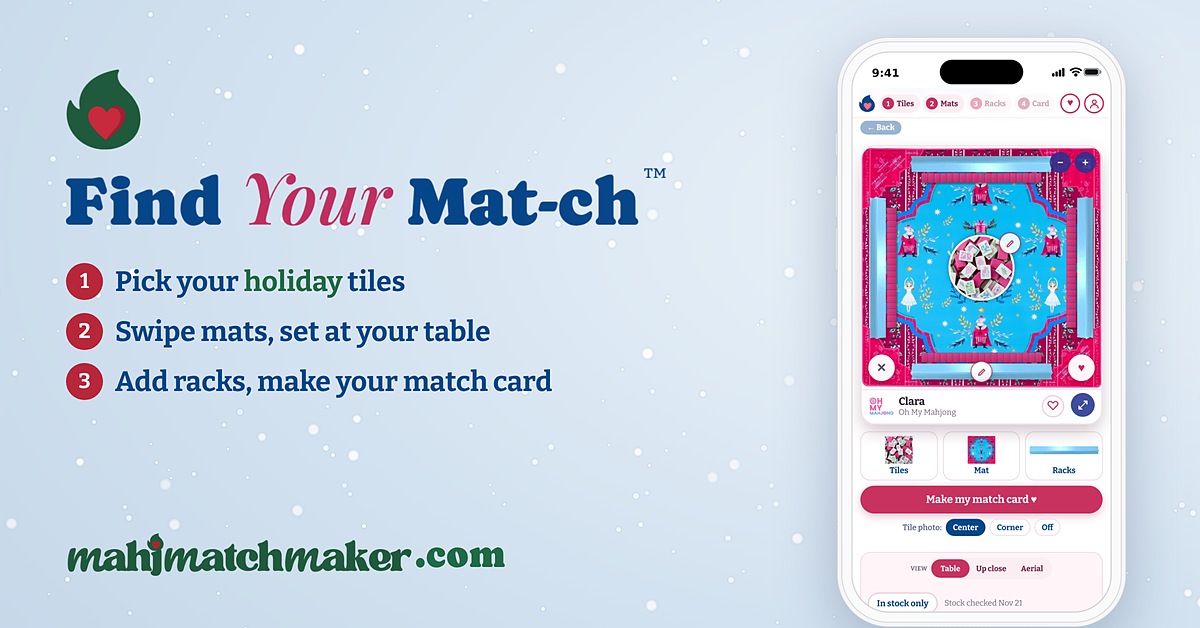 Find Your Mat-ch™
1 Pick your holiday tiles
2 Swipe mats, set at your table
3 Add racks, make your match card
mahjmatchmaker.com
9:41
1 Tiles 2 Mats 3 Racks 4 Card
← Back
− +
OH MY MAHJONG
Clara
Oh My Mahjong
Tiles Mat Racks
Make my match card ♥
Tile photo: Center Corner Off
VIEW Table Up close Aerial
In stock only Stock checked Nov 21